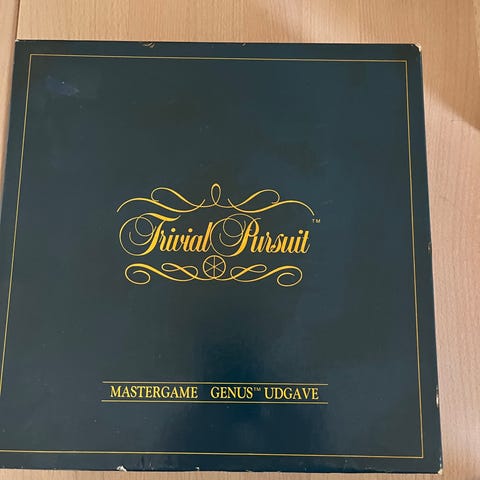 Trivial Pursuit™
MASTERGAME GENUS™ UDGAVE